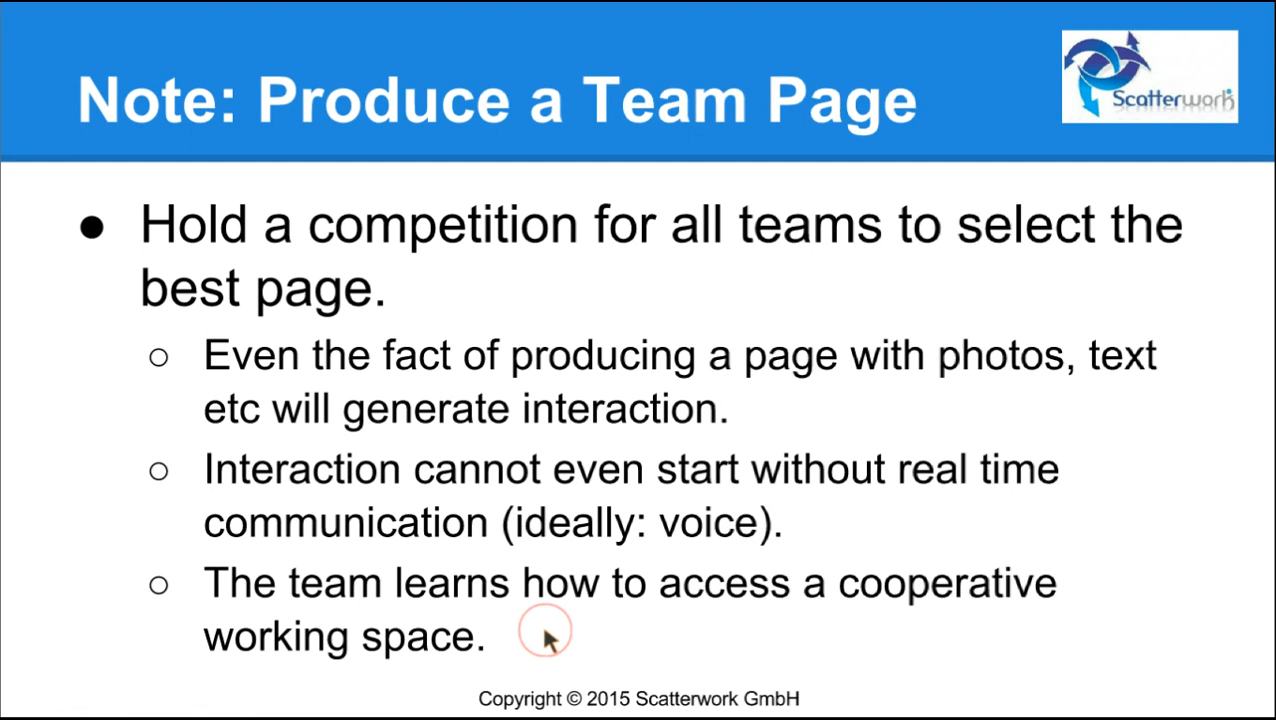 Note: Produce a Team Page
Scatterwork
● Hold a competition for all teams to select the
best page.
○ Even the fact of producing a page with photos, text
etc will generate interaction.
○ Interaction cannot even start without real time
communication (ideally: voice).
○ The team learns how to access a cooperative
working space.
Copyright © 2015 Scatterwork GmbH